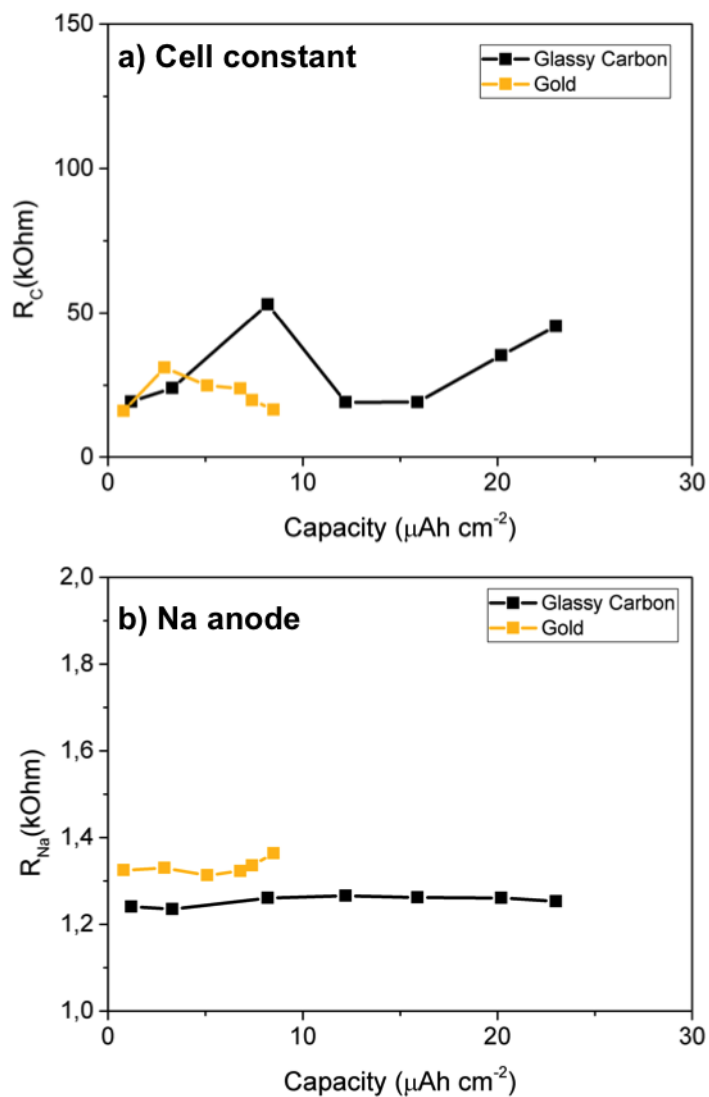 a) Cell constant
Glassy Carbon
Gold
150
100
50
0
R_C(kOhm)
0 10 20 30
Capacity (μAh cm⁻²)
b) Na anode
Glassy Carbon
Gold
2,0
1,8
1,6
1,4
1,2
1,0
R_Na(kOhm)
0 10 20 30
Capacity (μAh cm⁻²)